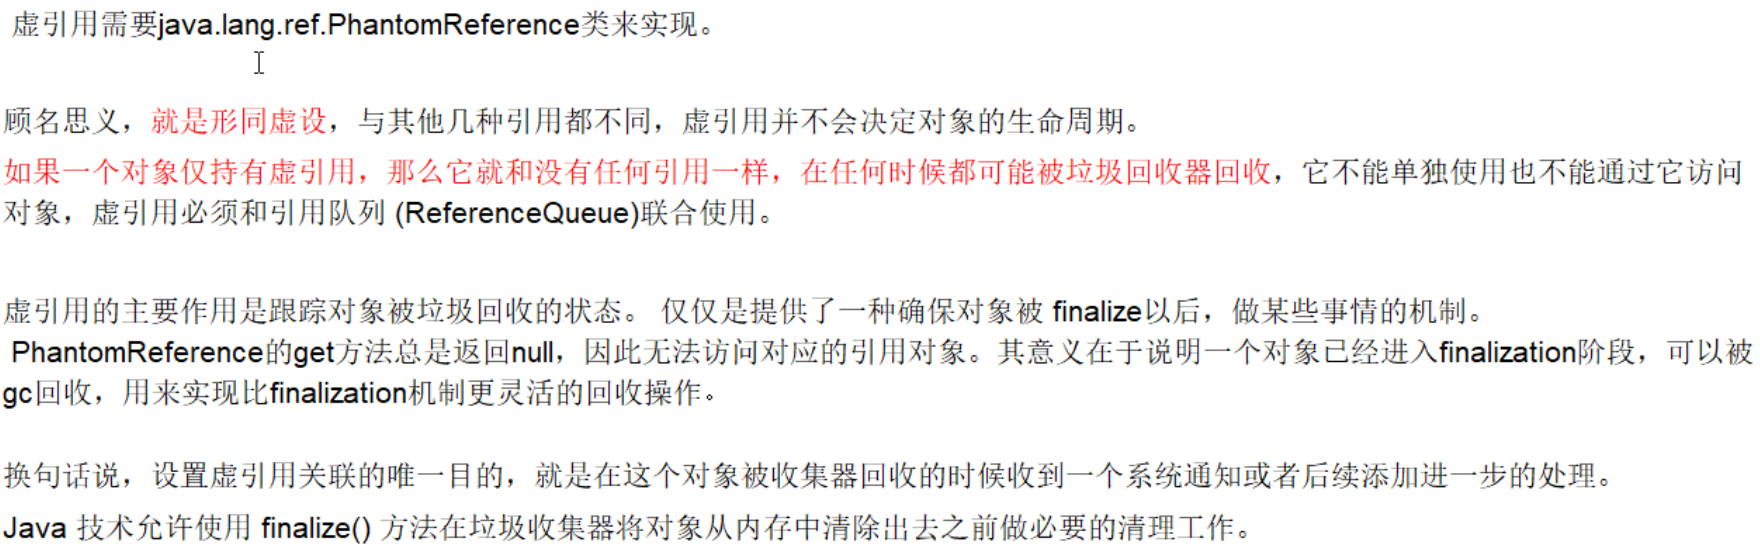 虚引用需要java.lang.ref.PhantomReference类来实现。
顾名思义，就是形同虚设，与其他几种引用都不同，虚引用并不会决定对象的生命周期。
如果一个对象仅持有虚引用，那么它就和没有任何引用一样，在任何时候都可能被垃圾回收器回收，它不能单独使用也不能通过它访问
对象，虚引用必须和引用队列 (ReferenceQueue)联合使用。
虚引用的主要作用是跟踪对象被垃圾回收的状态。 仅仅是提供了一种确保对象被 finalize以后，做某些事情的机制。
PhantomReference的get方法总是返回null，因此无法访问对应的引用对象。其意义在于说明一个对象已经进入finalization阶段，可以被
gc回收，用来实现比finalization机制更灵活的回收操作。
换句话说，设置虚引用关联的唯一目的，就是在这个对象被收集器回收的时候收到一个系统通知或者后续添加进一步的处理。
Java 技术允许使用 finalize() 方法在垃圾收集器将对象从内存中清除出去之前做必要的清理工作。